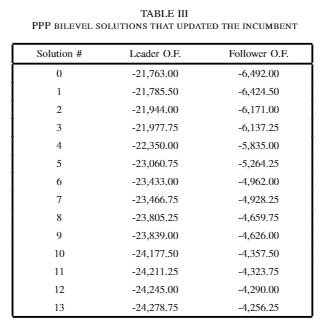 TABLE III
PPP BILEVEL SOLUTIONS THAT UPDATED THE INCUMBENT
Solution # Leader O.F. Follower O.F.
0 -21,763.00 -6,492.00
1 -21,785.50 -6,424.50
2 -21,944.00 -6,171.00
3 -21,977.75 -6,137.25
4 -22,350.00 -5,835.00
5 -23,060.75 -5,264.25
6 -23,433.00 -4,962.00
7 -23,466.75 -4,928.25
8 -23,805.25 -4,659.75
9 -23,839.00 -4,626.00
10 -24,177.50 -4,357.50
11 -24,211.25 -4,323.75
12 -24,245.00 -4,290.00
13 -24,278.75 -4,256.25